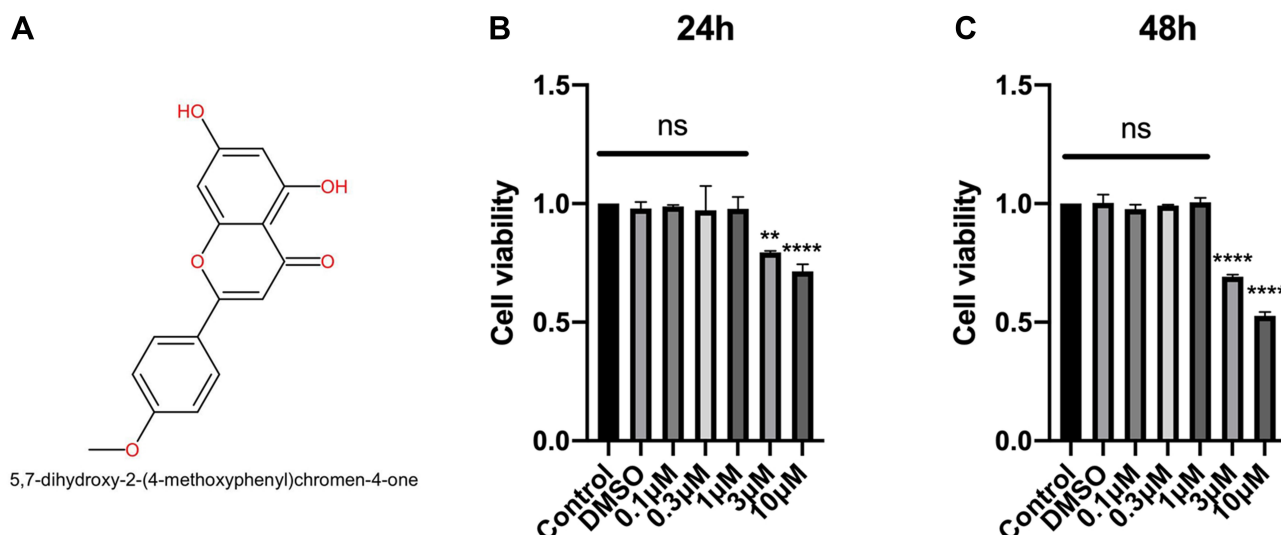 A
HO
OH
O
O
O
5,7-dihydroxy-2-(4-methoxyphenyl)chromen-4-one
B
24h
Cell viability
1.5
1.0
0.5
0.0
ns
**
****
Control
DMSO
0.1μM
0.3μM
1μM
3μM
10μM
C
48h
Cell viability
1.5
1.0
0.5
0.0
ns
****
****
Control
DMSO
0.1μM
0.3μM
1μM
3μM
10μM